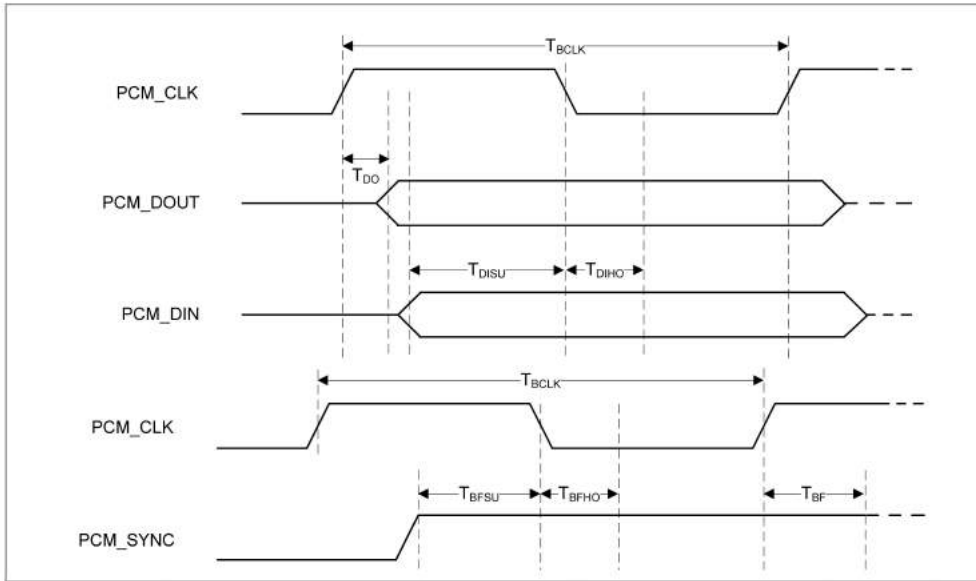 T_BCLK
PCM_CLK
T_DO
PCM_DOUT
T_DISU T_DIHO
PCM_DIN
T_BCLK
PCM_CLK
T_BFSU T_BFHO T_BF
PCM_SYNC